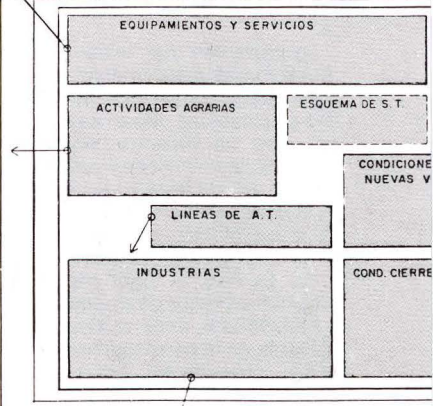 EQUIPAMIENTOS Y SERVICIOS
ACTIVIDADES AGRARIAS
ESQUEMA DE S.T.
CONDICIONE
NUEVAS V
LINEAS DE A.T.
INDUSTRIAS
COND. CIERRE